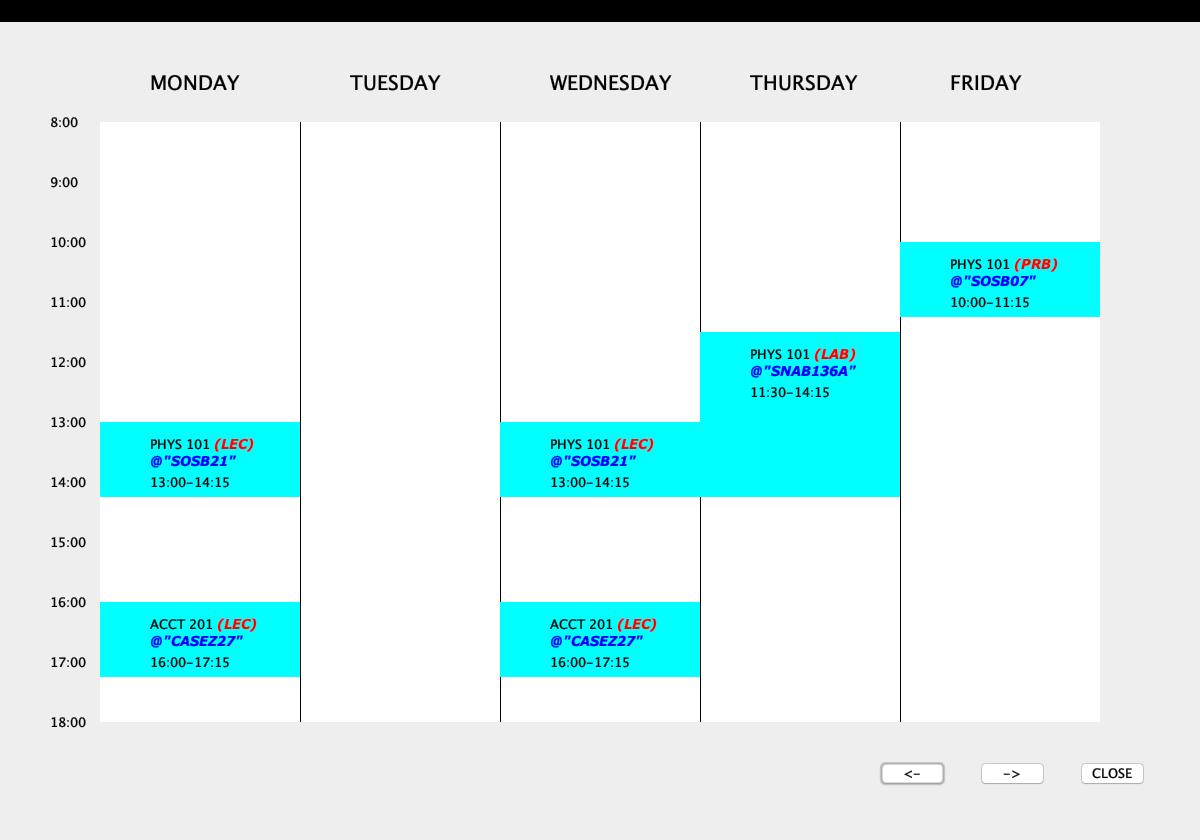 MONDAY TUESDAY WEDNESDAY THURSDAY FRIDAY
8:00
9:00
10:00
PHYS 101 (PRB)
@"SOSB07"
11:00
10:00-11:15
12:00
PHYS 101 (LAB)
@"SNAB136A"
11:30-14:15
13:00
PHYS 101 (LEC)
@"SOSB21"
13:00-14:15
PHYS 101 (LEC)
@"SOSB21"
13:00-14:15
14:00
15:00
16:00
ACCT 201 (LEC)
@"CASEZ27"
16:00-17:15
ACCT 201 (LEC)
@"CASEZ27"
16:00-17:15
17:00
18:00
<- -> CLOSE